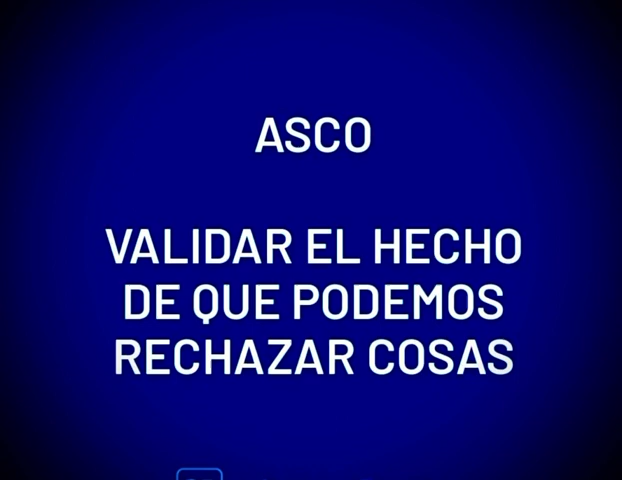 ASCO
VALIDAR EL HECHO
DE QUE PODEMOS
RECHAZAR COSAS